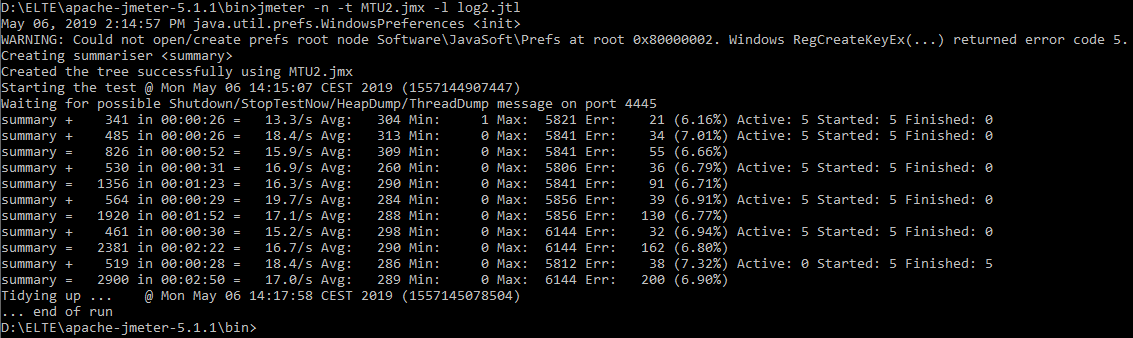 D:\ELTE\apache-jmeter-5.1.1\bin>jmeter -n -t MTU2.jmx -l log2.jtl
May 06, 2019 2:14:57 PM java.util.prefs.WindowsPreferences <init>
WARNING: Could not open/create prefs root node Software\JavaSoft\Prefs at root 0x80000002. Windows RegCreateKeyEx(...) returned error code 5.
Creating summariser <summary>
Created the tree successfully using MTU2.jmx
Starting the test @ Mon May 06 14:15:07 CEST 2019 (1557144907447)
Waiting for possible Shutdown/StopTestNow/HeapDump/ThreadDump message on port 4445
summary +    341 in 00:00:26 =   13.3/s Avg:   304 Min:     1 Max:  5821 Err:    21 (6.16%) Active: 5 Started: 5 Finished: 0
summary +    485 in 00:00:26 =   18.4/s Avg:   313 Min:     0 Max:  5841 Err:    34 (7.01%) Active: 5 Started: 5 Finished: 0
summary =    826 in 00:00:52 =   15.9/s Avg:   309 Min:     0 Max:  5841 Err:    55 (6.66%)
summary +    530 in 00:00:31 =   16.9/s Avg:   260 Min:     0 Max:  5806 Err:    36 (6.79%) Active: 5 Started: 5 Finished: 0
summary =   1356 in 00:01:23 =   16.3/s Avg:   290 Min:     0 Max:  5841 Err:    91 (6.71%)
summary +    564 in 00:00:29 =   19.7/s Avg:   284 Min:     0 Max:  5856 Err:    39 (6.91%) Active: 5 Started: 5 Finished: 0
summary =   1920 in 00:01:52 =   17.1/s Avg:   288 Min:     0 Max:  5856 Err:   130 (6.77%)
summary +    461 in 00:00:30 =   15.2/s Avg:   298 Min:     0 Max:  6144 Err:    32 (6.94%) Active: 5 Started: 5 Finished: 0
summary =   2381 in 00:02:22 =   16.7/s Avg:   290 Min:     0 Max:  6144 Err:   162 (6.80%)
summary +    519 in 00:00:28 =   18.4/s Avg:   286 Min:     0 Max:  5812 Err:    38 (7.32%) Active: 0 Started: 5 Finished: 5
summary =   2900 in 00:02:50 =   17.0/s Avg:   289 Min:     0 Max:  6144 Err:   200 (6.90%)
Tidying up ...    @ Mon May 06 14:17:58 CEST 2019 (1557145078504)
... end of run
D:\ELTE\apache-jmeter-5.1.1\bin>